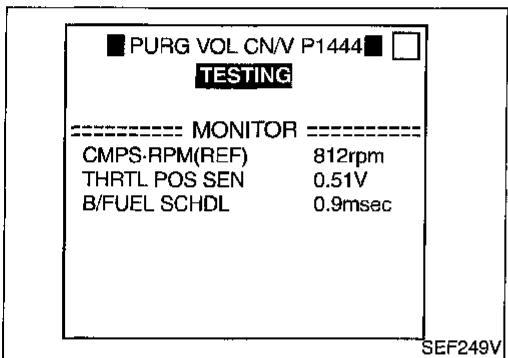 PURG VOL CN/V P1444
TESTING
========= MONITOR =========
CMPS·RPM(REF) 812rpm
THRTL POS SEN 0.51V
B/FUEL SCHDL 0.9msec
SEF249V